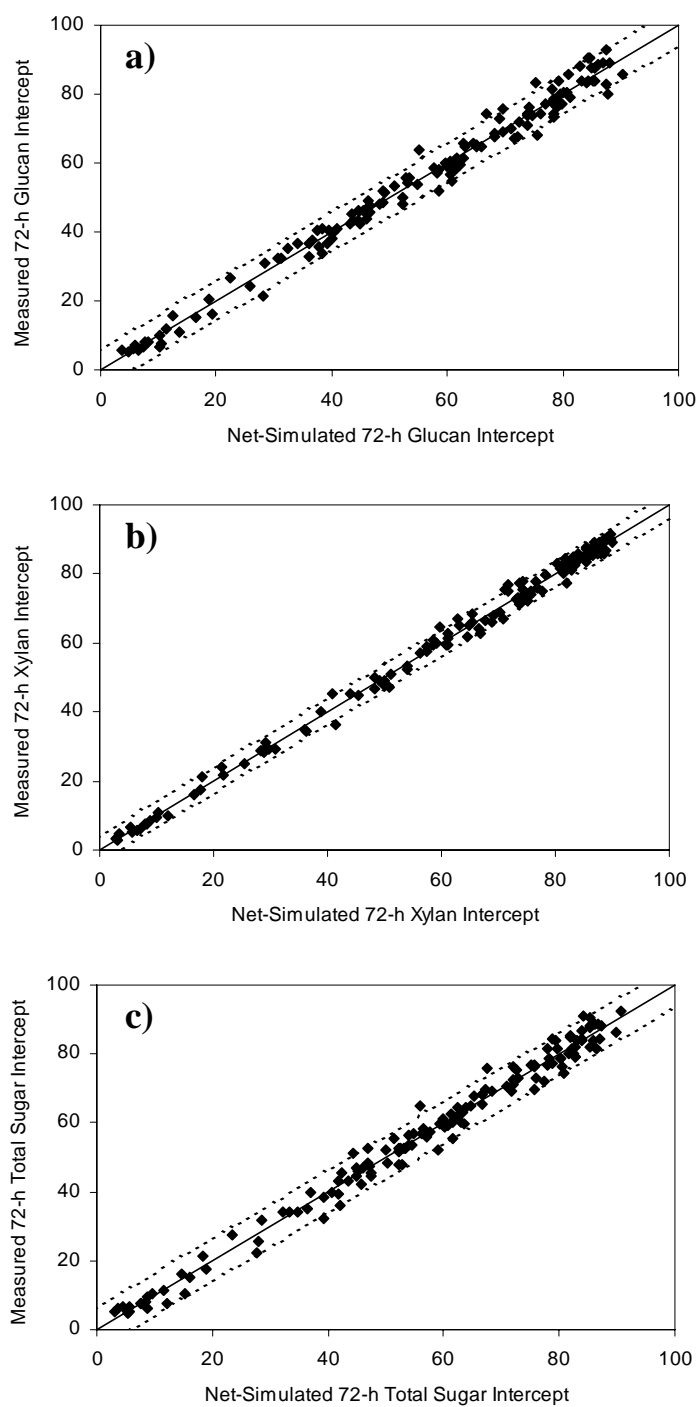 a)
100
80
60
40
20
0
Measured 72-h Glucan Intercept
0 20 40 60 80 100
Net-Simulated 72-h Glucan Intercept
b)
100
80
60
40
20
0
Measured 72-h Xylan Intercept
0 20 40 60 80 100
Net-Simulated 72-h Xylan Intercept
c)
100
80
60
40
20
0
Measured 72-h Total Sugar Intercept
0 20 40 60 80 100
Net-Simulated 72-h Total Sugar Intercept